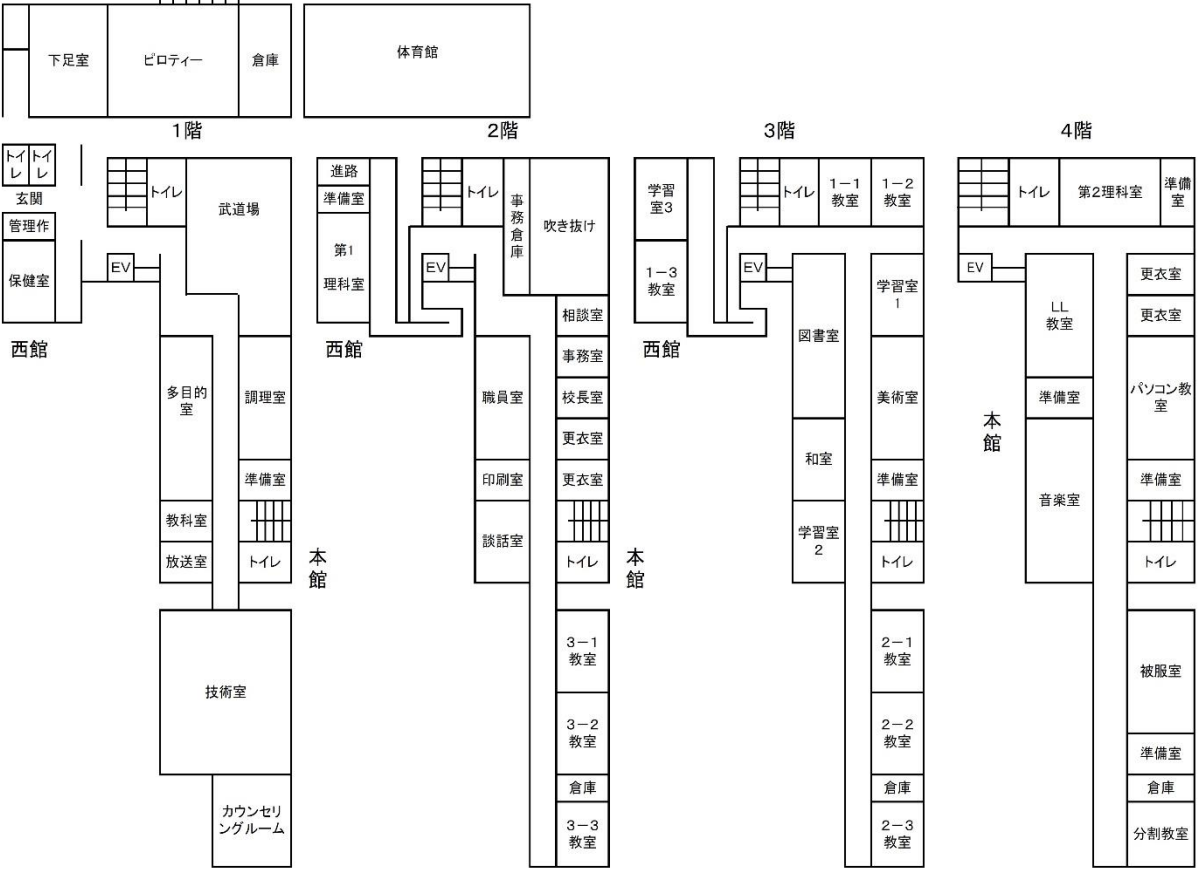 下足室
ピロティー
倉庫
体育館
1階
2階
3階
4階
トイ
レ
トイ
レ
玄関
管理作
保健室
西館
トイレ
武道場
EV
多目的
室
調理室
準備室
教科室
放送室
トイレ
本
館
技術室
カウンセリ
ングルーム
進路
準備室
第1
理科室
西館
トイレ
事
務
倉
庫
吹き抜け
EV
相談室
事務室
校長室
更衣室
更衣室
職員室
印刷室
談話室
トイレ
本
館
3-1
教室
3-2
教室
倉庫
3-3
教室
学習
室3
1-3
教室
西館
トイレ
1-1
教室
1-2
教室
EV
図書室
学習室
1
美術室
和室
準備室
学習室
2
トイレ
2-1
教室
2-2
教室
倉庫
2-3
教室
トイレ
第2理科室
準備
室
EV
LL
教室
更衣室
更衣室
準備室
パソコン教
室
本
館
音楽室
準備室
トイレ
被服室
準備室
倉庫
分割教室